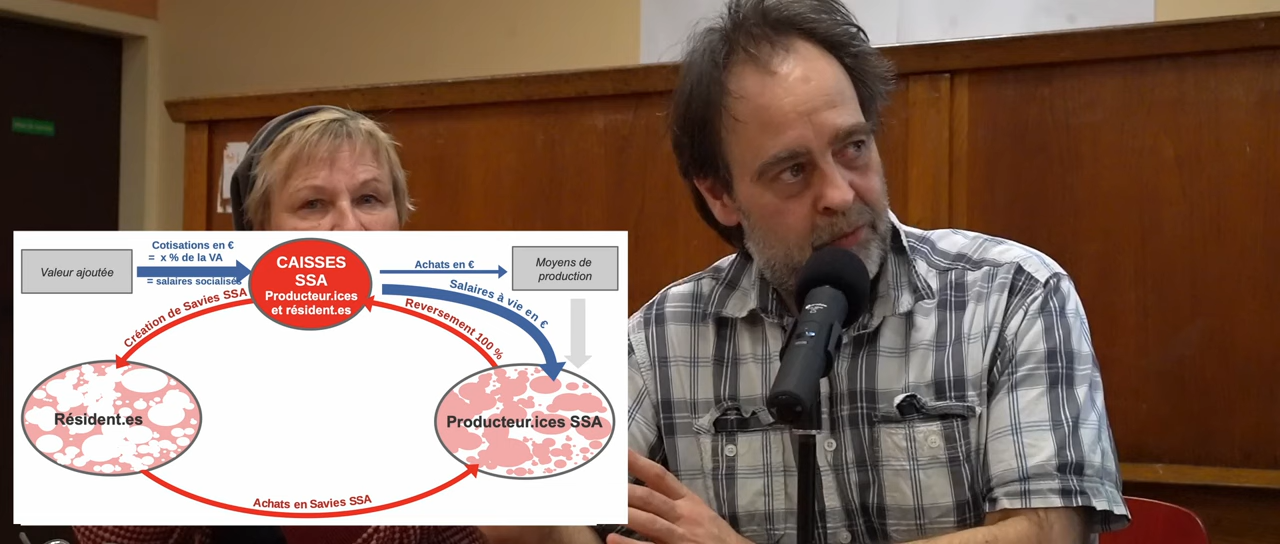 Cotisations en €
= x % de la VA
= salaires socialisés
Valeur ajoutée
CAISSES
SSA
Producteur.ices
et résident.es
Achats en €
Moyens de
production
Salaires à vie en €
Création de Savies SSA
Reversement 100 %
Résident.es
Producteur.ices SSA
Achats en Savies SSA